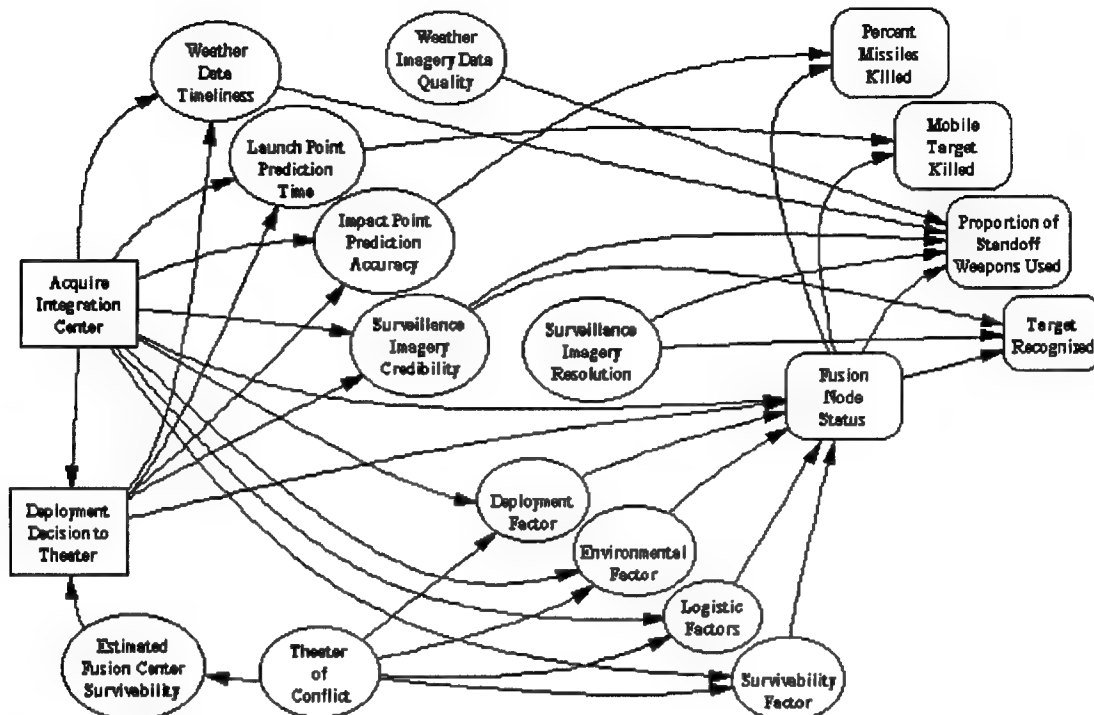 Weather
Data
Timeliness
Weather
Imagery Data
Quality
Percent
Missiles
Killed
Launch Point
Prediction
Time
Mobile
Target
Killed
Impact Point
Prediction
Accuracy
Proportion of
Standoff
Weapons Used
Acquire
Integration
Center
Surveillance
Imagery
Credibility
Surveillance
Imagery
Resolution
Target
Recognized
Fusion
Node
Status
Deployment
Decision to
Theater
Deployment
Factor
Environmental
Factor
Logistic
Factors
Estimated
Fusion Center
Survivability
Theater
of
Conflict
Survivability
Factor